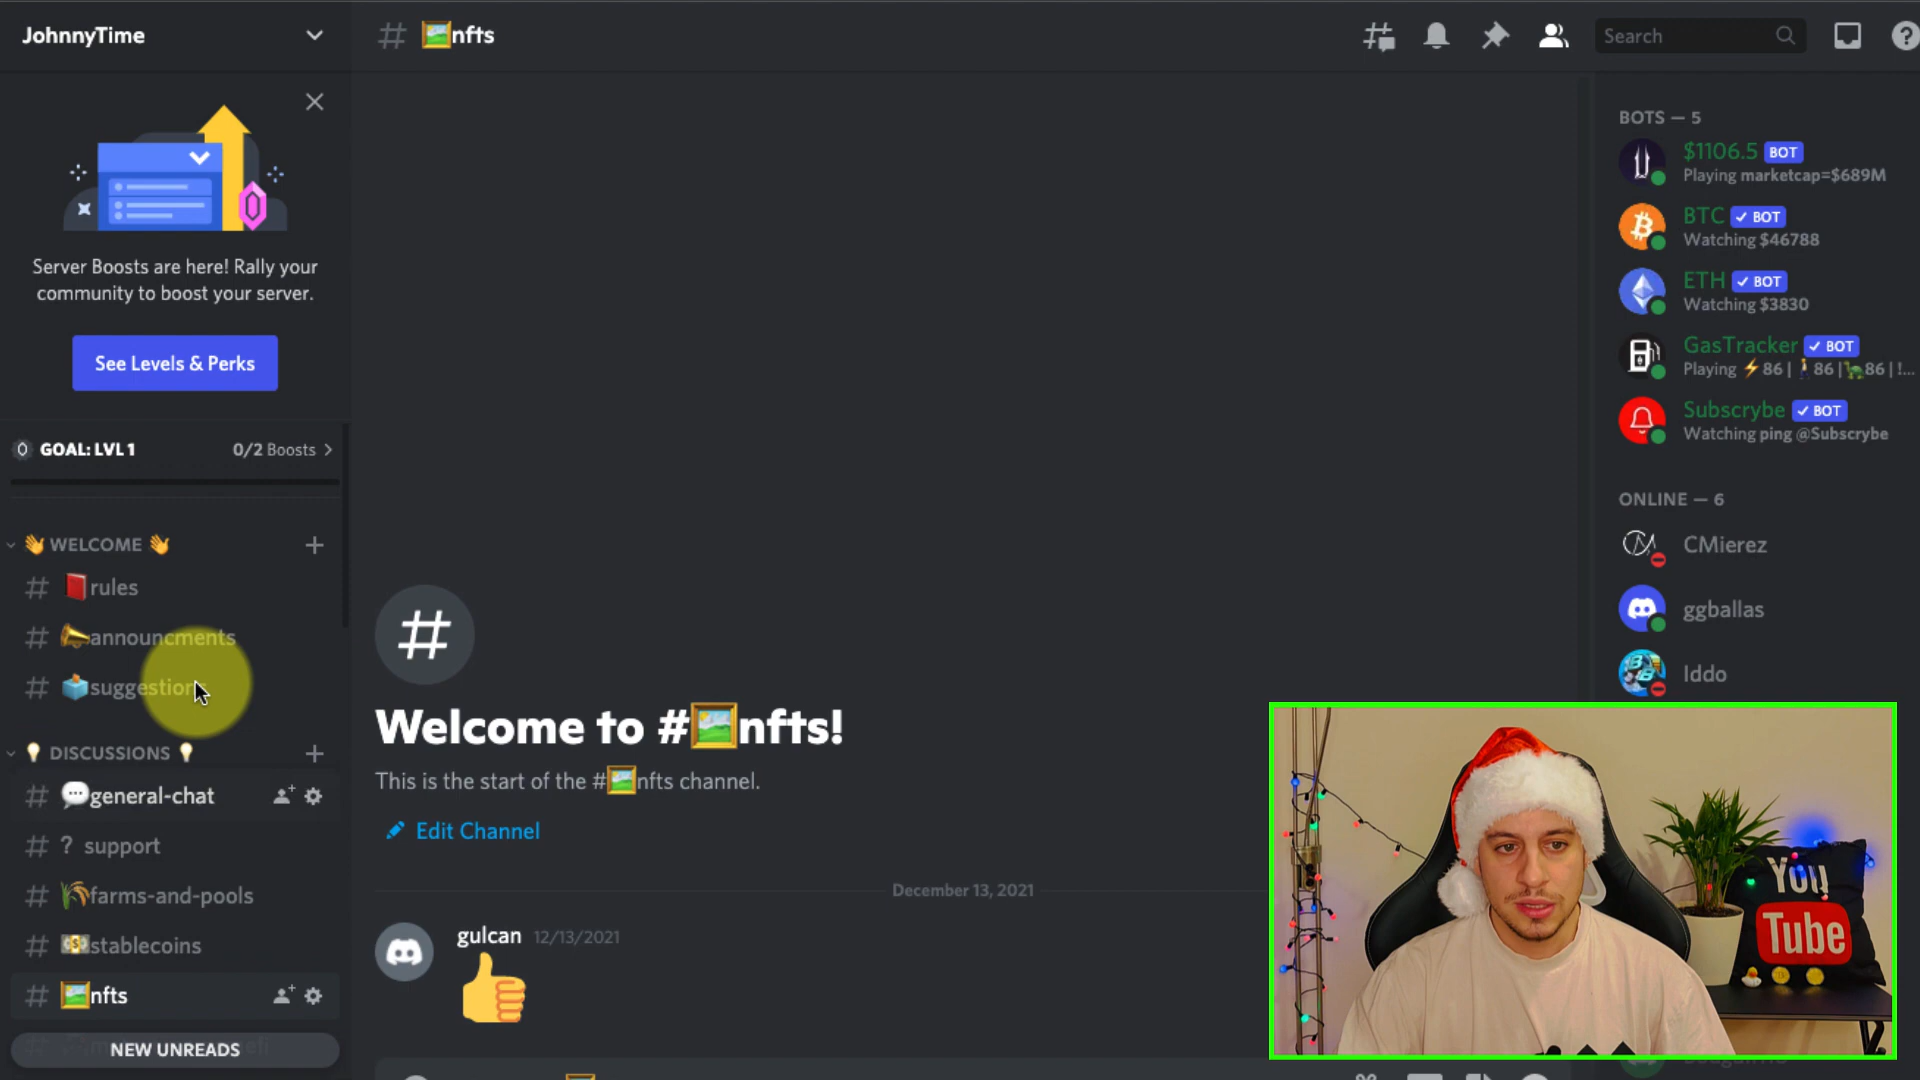 JohnnyTime
#nfts
Search
Server Boosts are here! Rally your
community to boost your server.
See Levels & Perks
GOAL: LVL 1
0/2 Boosts
WELCOME
rules
announcments
suggestions
DISCUSSIONS
general-chat
? support
farms-and-pools
stablecoins
nfts
NEW UNREADS
Welcome to #nfts!
This is the start of the #nfts channel.
Edit Channel
December 13, 2021
gulcan 12/13/2021
BOTS — 5
$1106.5 BOT
Playing marketcap=$689M
BTC ✓ BOT
Watching $46788
ETH ✓ BOT
Watching $3830
GasTracker ✓ BOT
Playing ⚡86 | 🚶86 | 🐢86 | !...
Subscrybe ✓ BOT
Watching ping @Subscrybe
ONLINE — 6
CMierez
ggballas
Iddo
You
Tube